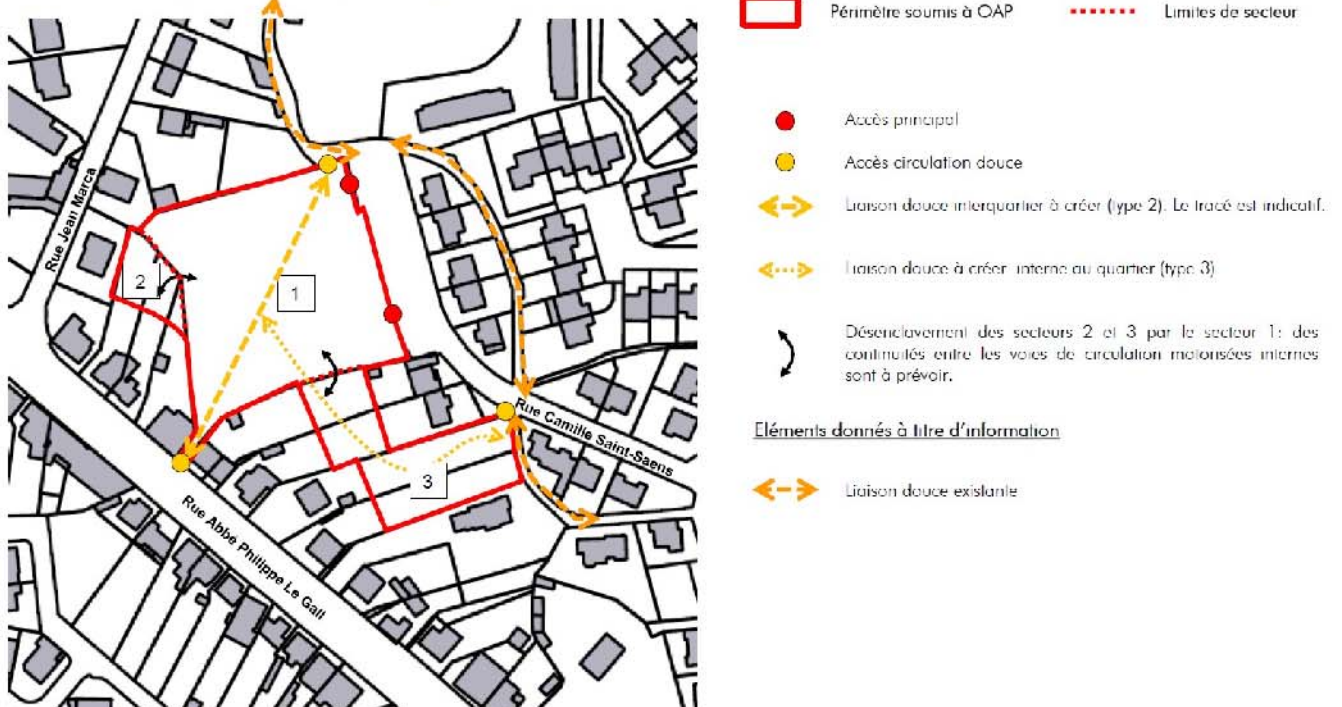 Périmètre soumis à OAP
Limites de secteur
Accès principal
Accès circulation douce
Liaison douce interquartier à créer (type 2). Le tracé est indicatif.
Liaison douce à créer interne au quartier (type 3)
Désenclavement des secteurs 2 et 3 par le secteur 1: des
continuités entre les voies de circulation motorisées internes
sont à prévoir.
Eléments donnés à titre d'information
Liaison douce existante
Rue Jean Marca
2
1
3
Rue Camille Saint-Saens
Rue Abbe Philippe Le Gall